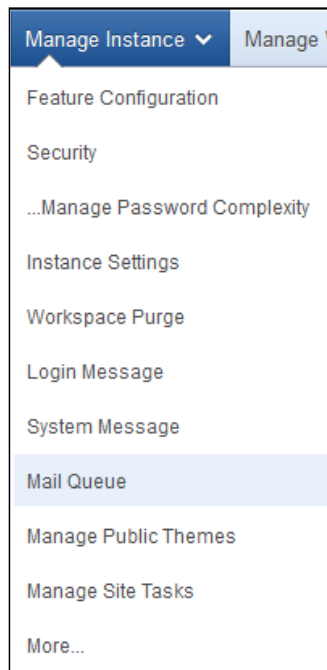 Manage Instance Manage
Feature Configuration
Security
...Manage Password Complexity
Instance Settings
Workspace Purge
Login Message
System Message
Mail Queue
Manage Public Themes
Manage Site Tasks
More...